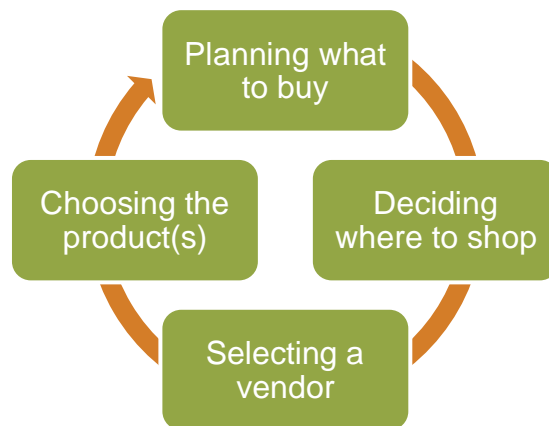 Planning what
to buy
Deciding
where to shop
Selecting a
vendor
Choosing the
product(s)